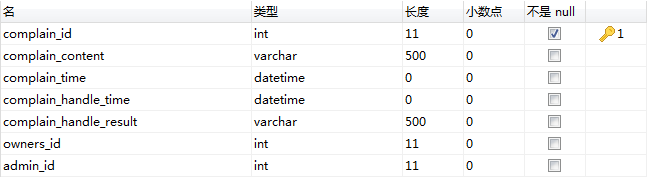 名 类型 长度 小数点 不是 null
complain_id int 11 0 1
complain_content varchar 500 0
complain_time datetime 0 0
complain_handle_time datetime 0 0
complain_handle_result varchar 500 0
owners_id int 11 0
admin_id int 11 0